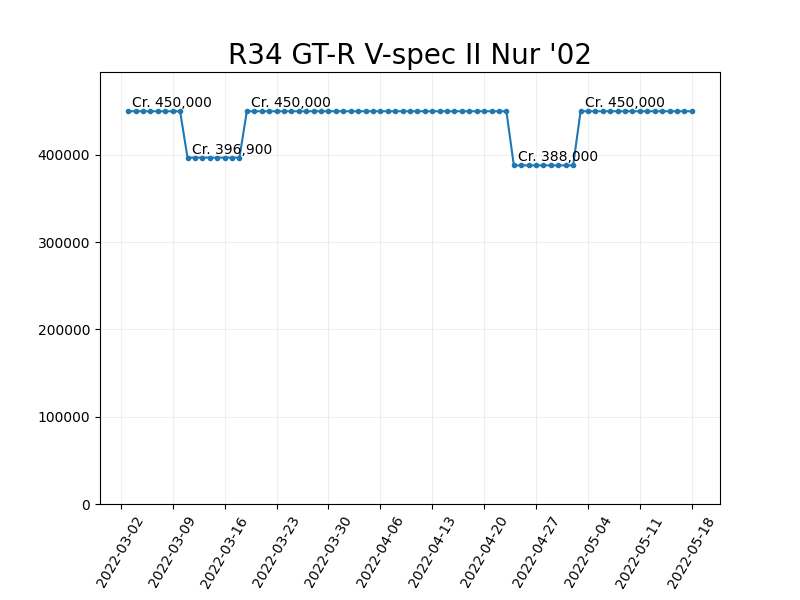 R34 GT-R V-spec II Nur '02
Cr. 450,000
Cr. 450,000
Cr. 450,000
Cr. 396,900
Cr. 388,000
400000
300000
200000
100000
0
2022-03-02
2022-03-09
2022-03-16
2022-03-23
2022-03-30
2022-04-06
2022-04-13
2022-04-20
2022-04-27
2022-05-04
2022-05-11
2022-05-18